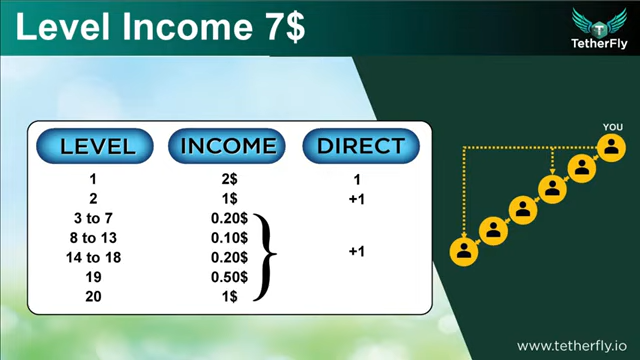 Level Income 7$
TetherFly
LEVEL INCOME DIRECT
1 2$ 1
2 1$ +1
3 to 7 0.20$
8 to 13 0.10$
14 to 18 0.20$ +1
19 0.50$
20 1$
YOU
www.tetherfly.io